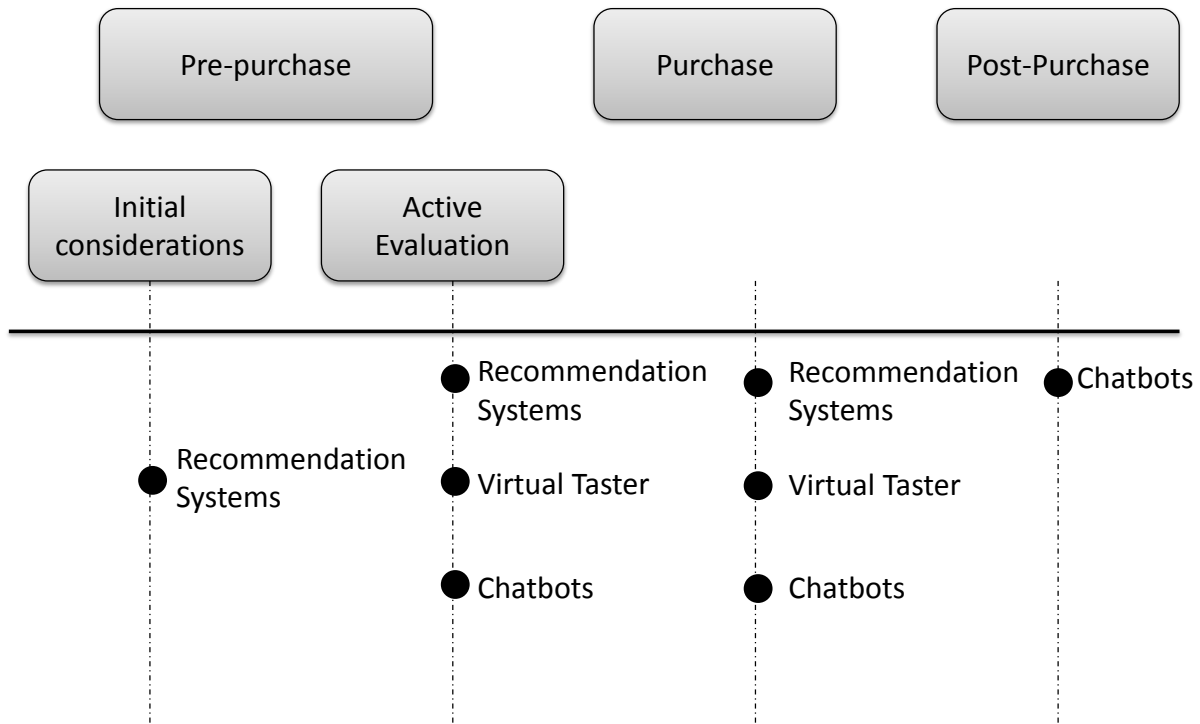 Pre-purchase
Purchase
Post-Purchase
Initial
considerations
Active
Evaluation
Recommendation
Systems
Recommendation
Systems
Virtual Taster
Chatbots
Recommendation
Systems
Virtual Taster
Chatbots
Chatbots